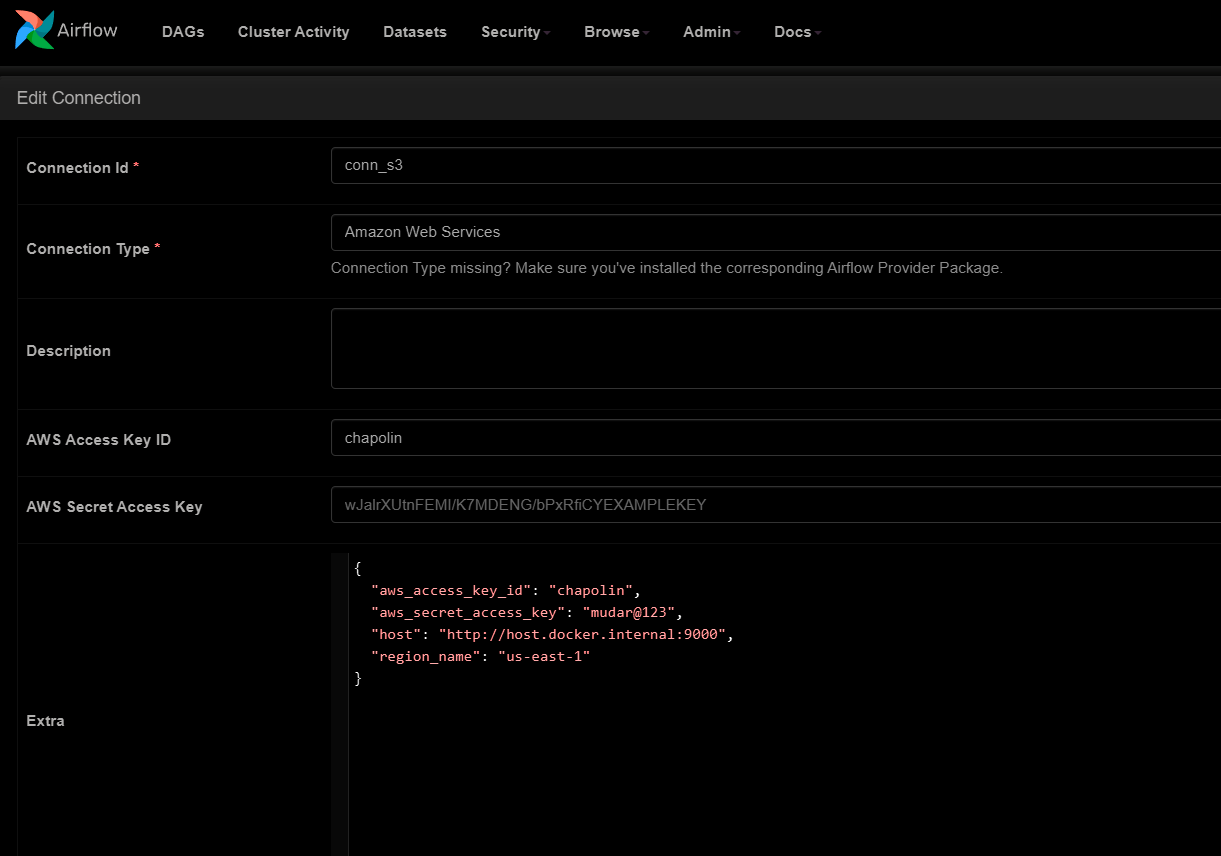 Airflow DAGs Cluster Activity Datasets Security Browse Admin Docs
Edit Connection
Connection Id * conn_s3
Connection Type * Amazon Web Services
Connection Type missing? Make sure you've installed the corresponding Airflow Provider Package.
Description
AWS Access Key ID chapolin
AWS Secret Access Key wJalrXUtnFEMI/K7MDENG/bPxRfiCYEXAMPLEKEY
Extra
{
"aws_access_key_id": "chapolin",
"aws_secret_access_key": "mudar@123",
"host": "http://host.docker.internal:9000",
"region_name": "us-east-1"
}